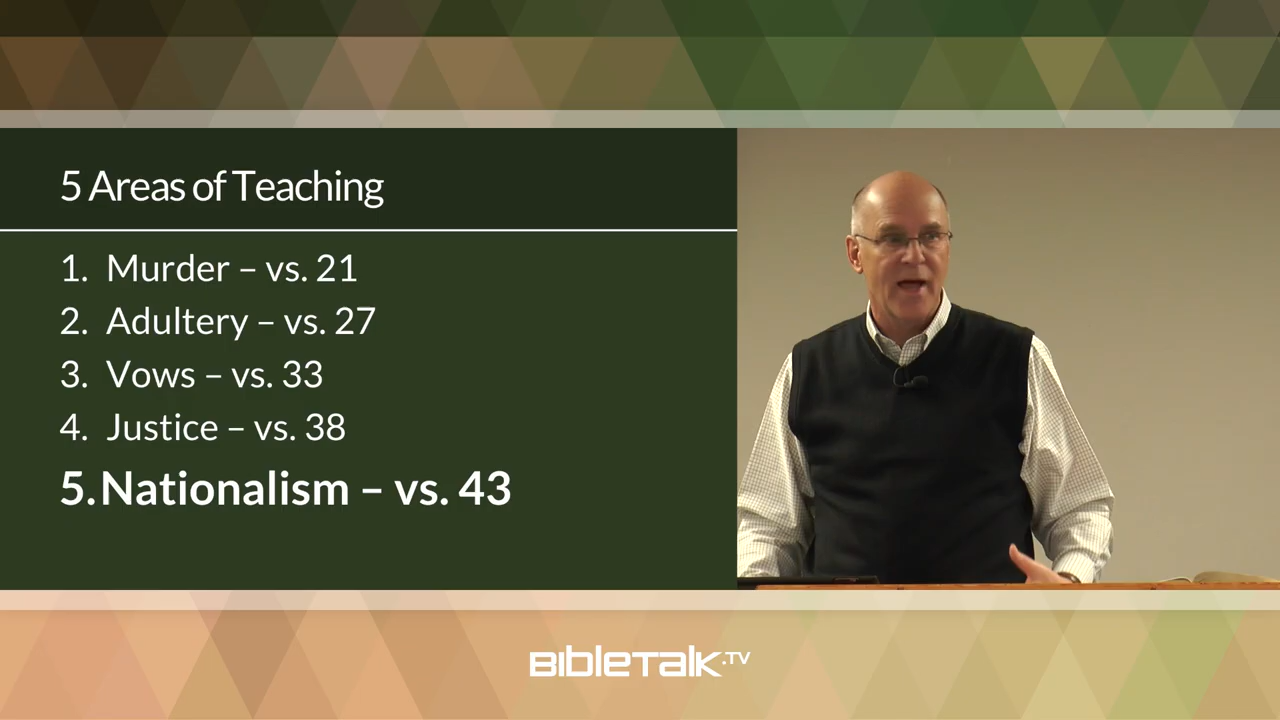 5 Areas of Teaching
1. Murder – vs. 21
2. Adultery – vs. 27
3. Vows – vs. 33
4. Justice – vs. 38
5. Nationalism – vs. 43
BIBLETALK.TV